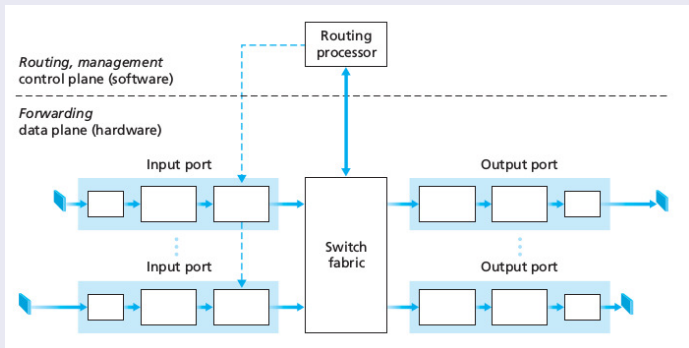 Routing
processor
Routing, management
control plane (software)
Forwarding
data plane (hardware)
Input port
Output port
Switch
fabric
Input port
Output port